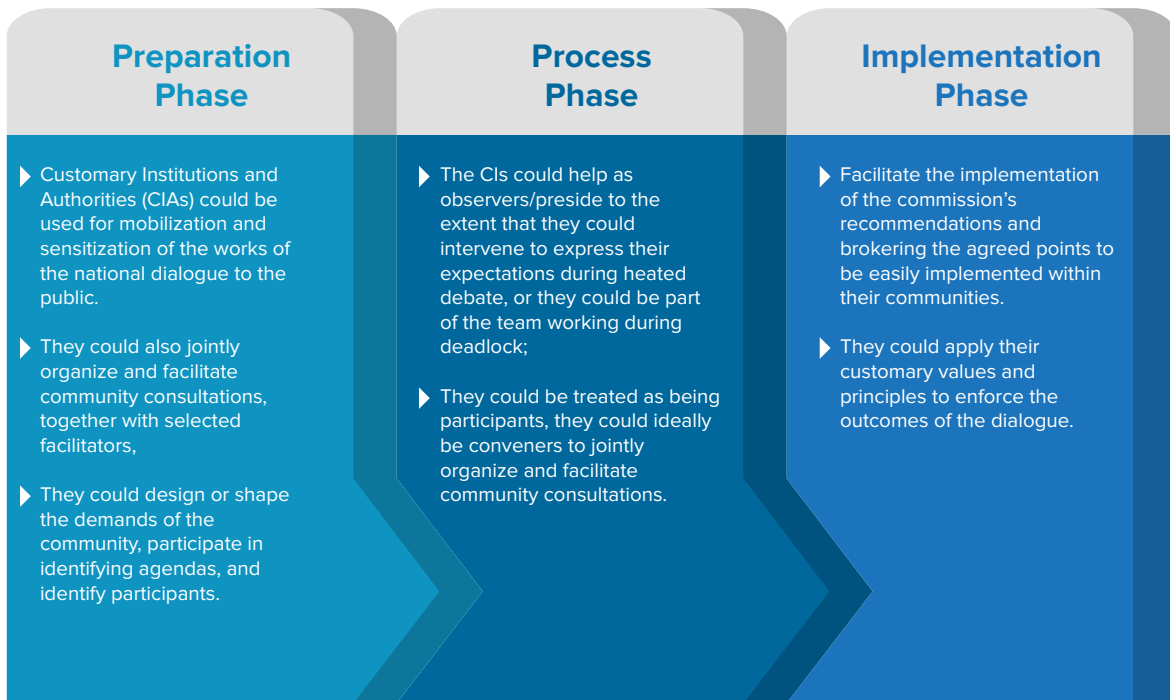 Preparation
Phase
Customary Institutions and
Authorities (CIAs) could be
used for mobilization and
sensitization of the works of
the national dialogue to the
public.
They could also jointly
organize and facilitate
community consultations,
together with selected
facilitators,
They could design or shape
the demands of the
community, participate in
identifying agendas, and
identify participants.
Process
Phase
The CIs could help as
observers/preside to the
extent that they could
intervene to express their
expectations during heated
debate, or they could be part
of the team working during
deadlock;
They could be treated as being
participants, they could ideally
be conveners to jointly
organize and facilitate
community consultations.
Implementation
Phase
Facilitate the implementation
of the commission’s
recommendations and
brokering the agreed points to
be easily implemented within
their communities.
They could apply their
customary values and
principles to enforce the
outcomes of the dialogue.